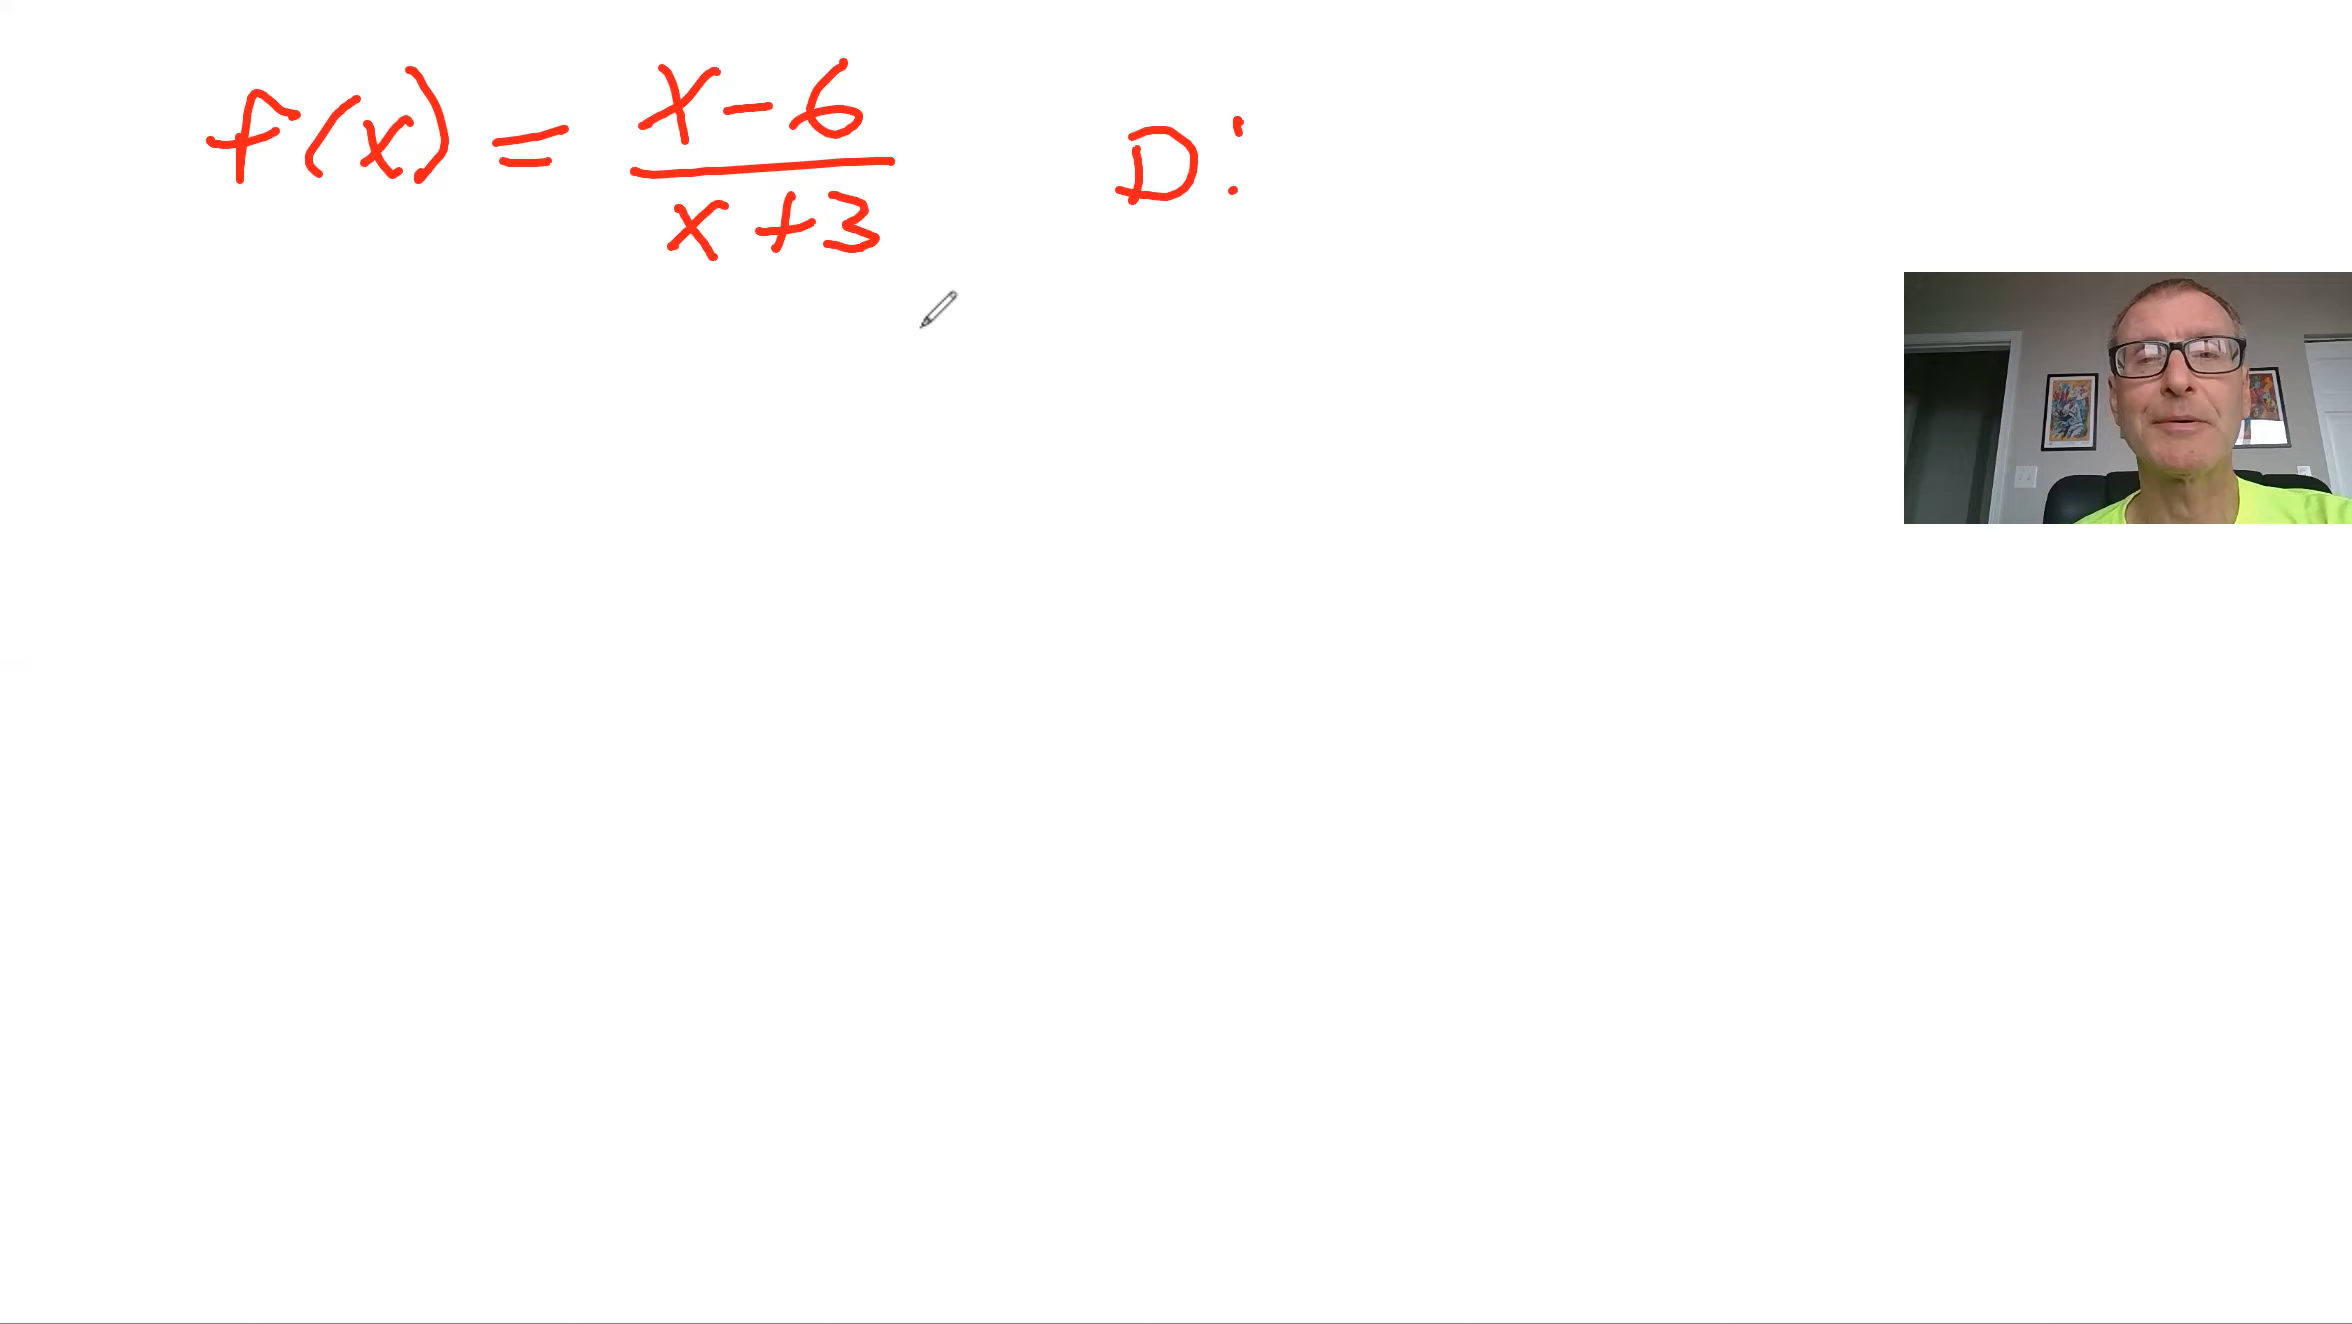 f(x) = x-6 / x+3 D: